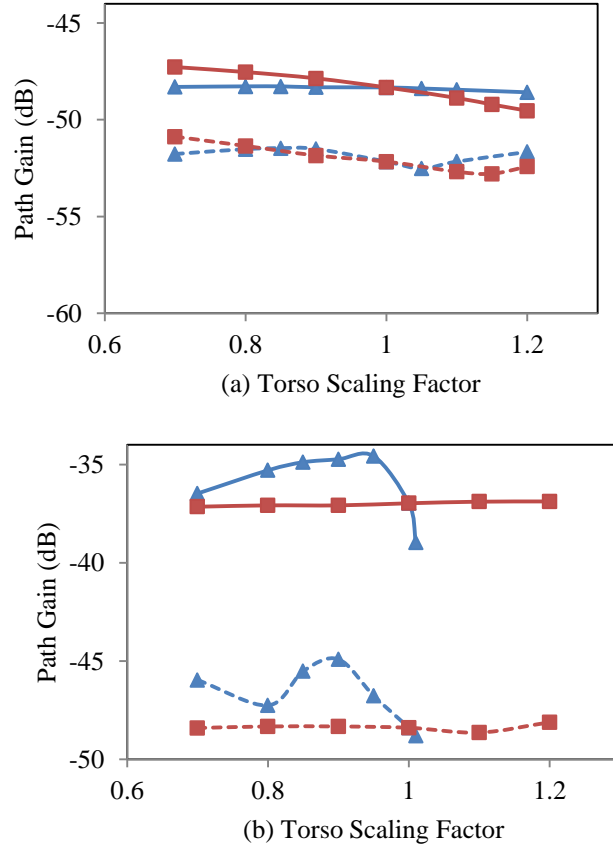 -45
-50
-55
-60
Path Gain (dB)
0.6 0.8 1 1.2
(a) Torso Scaling Factor
-35
-40
-45
-50
Path Gain (dB)
0.6 0.8 1 1.2
(b) Torso Scaling Factor